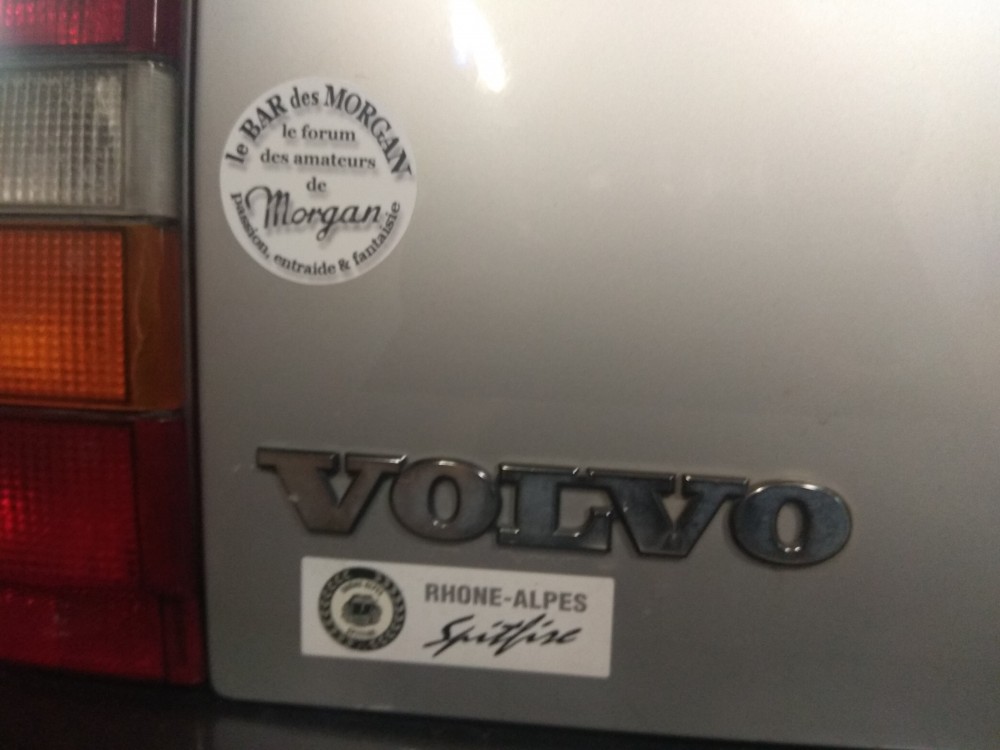 le BAR des MORGAN
le forum
des amateurs
de
Morgan
passion, entraide & fantaisie
VOLVO
RHONE-ALPES
Spitfire